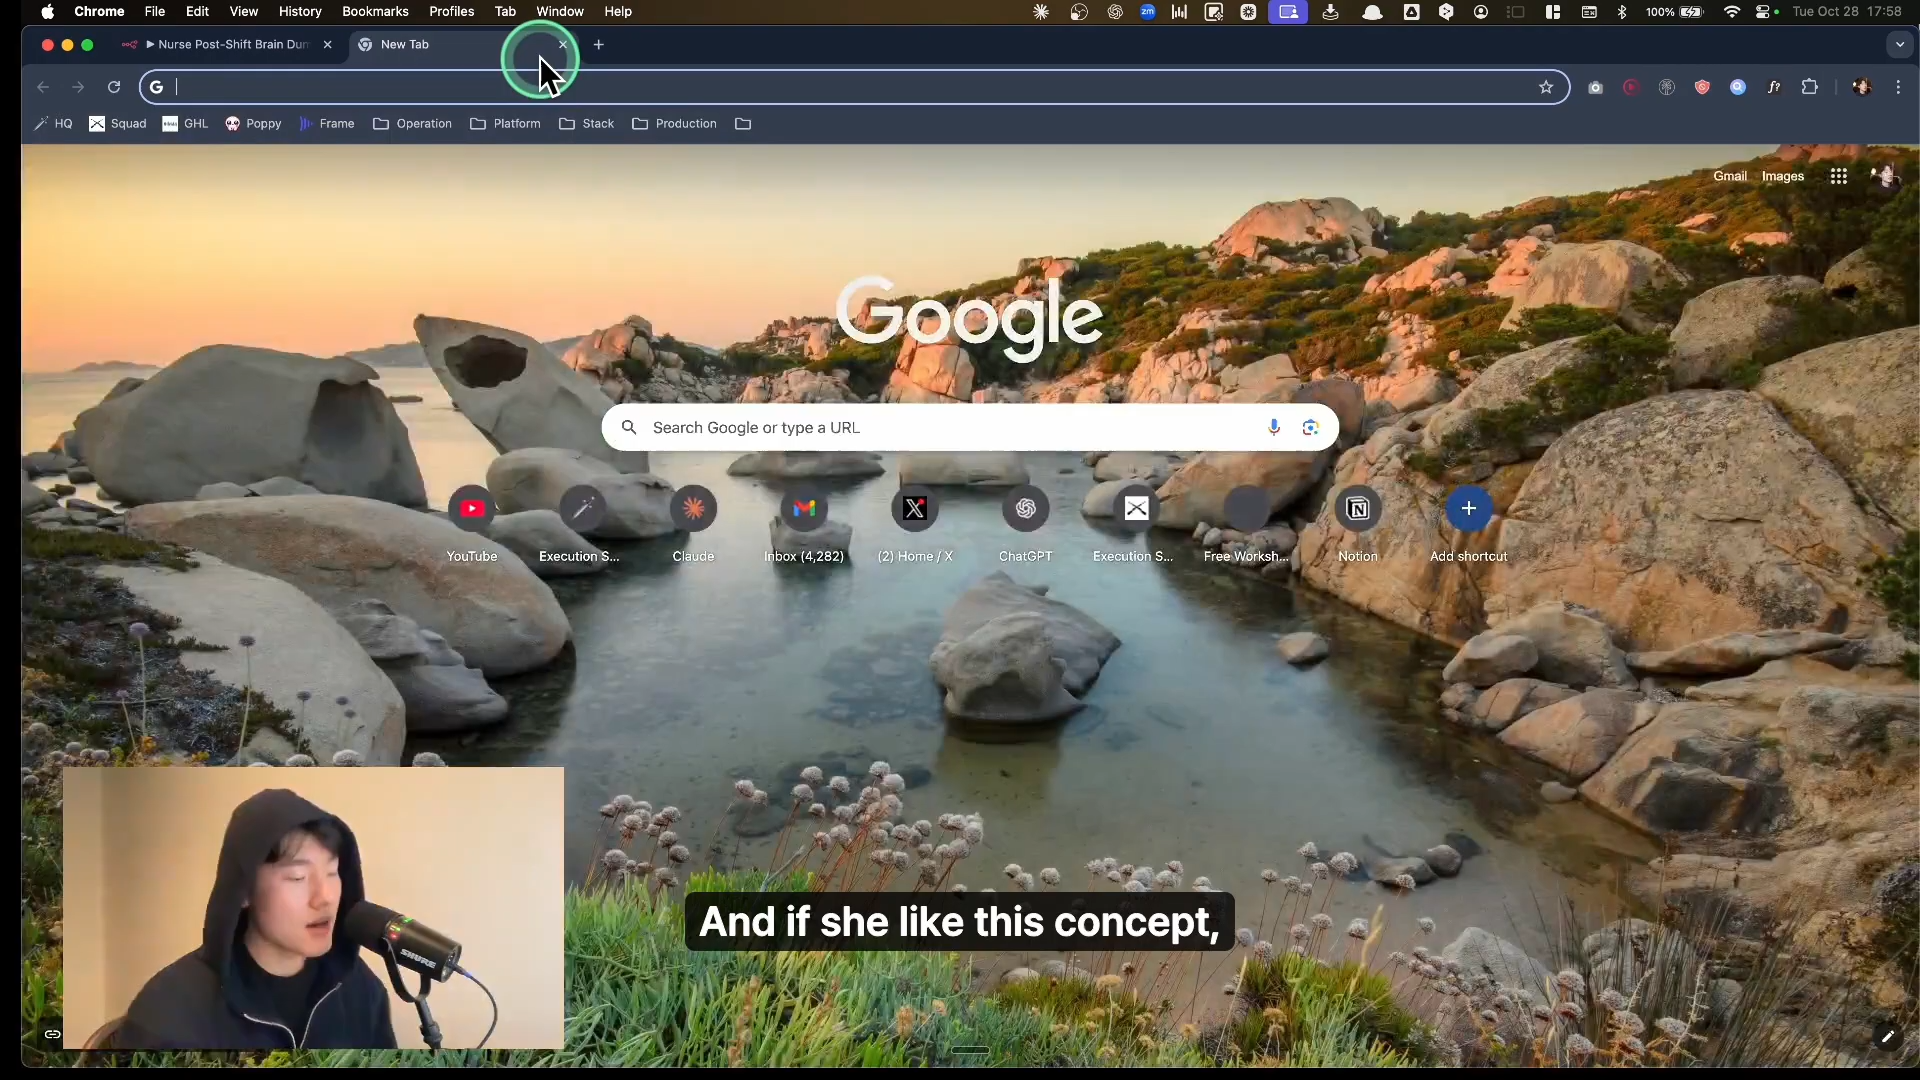 Chrome File Edit View History Bookmarks Profiles Tab Window Help zm 100% Tue Oct 28 17:58
Nurse Post-Shift Brain Dum New Tab
G f?
HQ Squad GHL Poppy Frame Operation Platform Stack Production
Gmail Images
Google
Search Google or type a URL
YouTube Execution S... Claude Inbox (4,282) (2) Home / X ChatGPT Execution S... Free Worksh... Notion Add shortcut
SHURE
And if she like this concept,